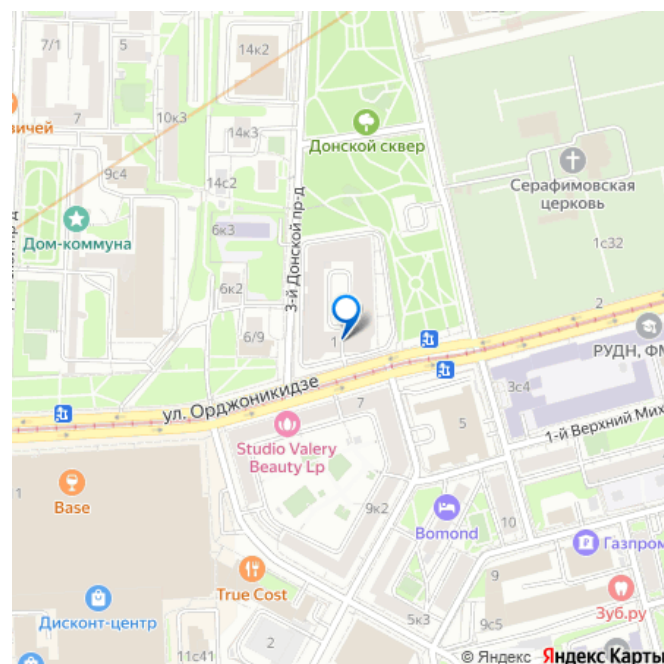 7/1
5
14к2
вичей
7
10к3
14к3
Донской сквер
9с4
14с2
Серафимовская
церковь
Дом-коммуна
6к3
3-й Донской пр-д
1с32
6к2
2
6/9
1
РУДН, ФМ
ул. Орджоникидзе
3с4
7
5
1-й Верхний Мих
Studio Valery
Beauty Lp
1
Base
9к2
Bomond
10
Газпром
9
True Cost
Зуб.ру
Дисконт-центр
5к3
9с5
2
11с41
© Яндекс Яндекс Карты